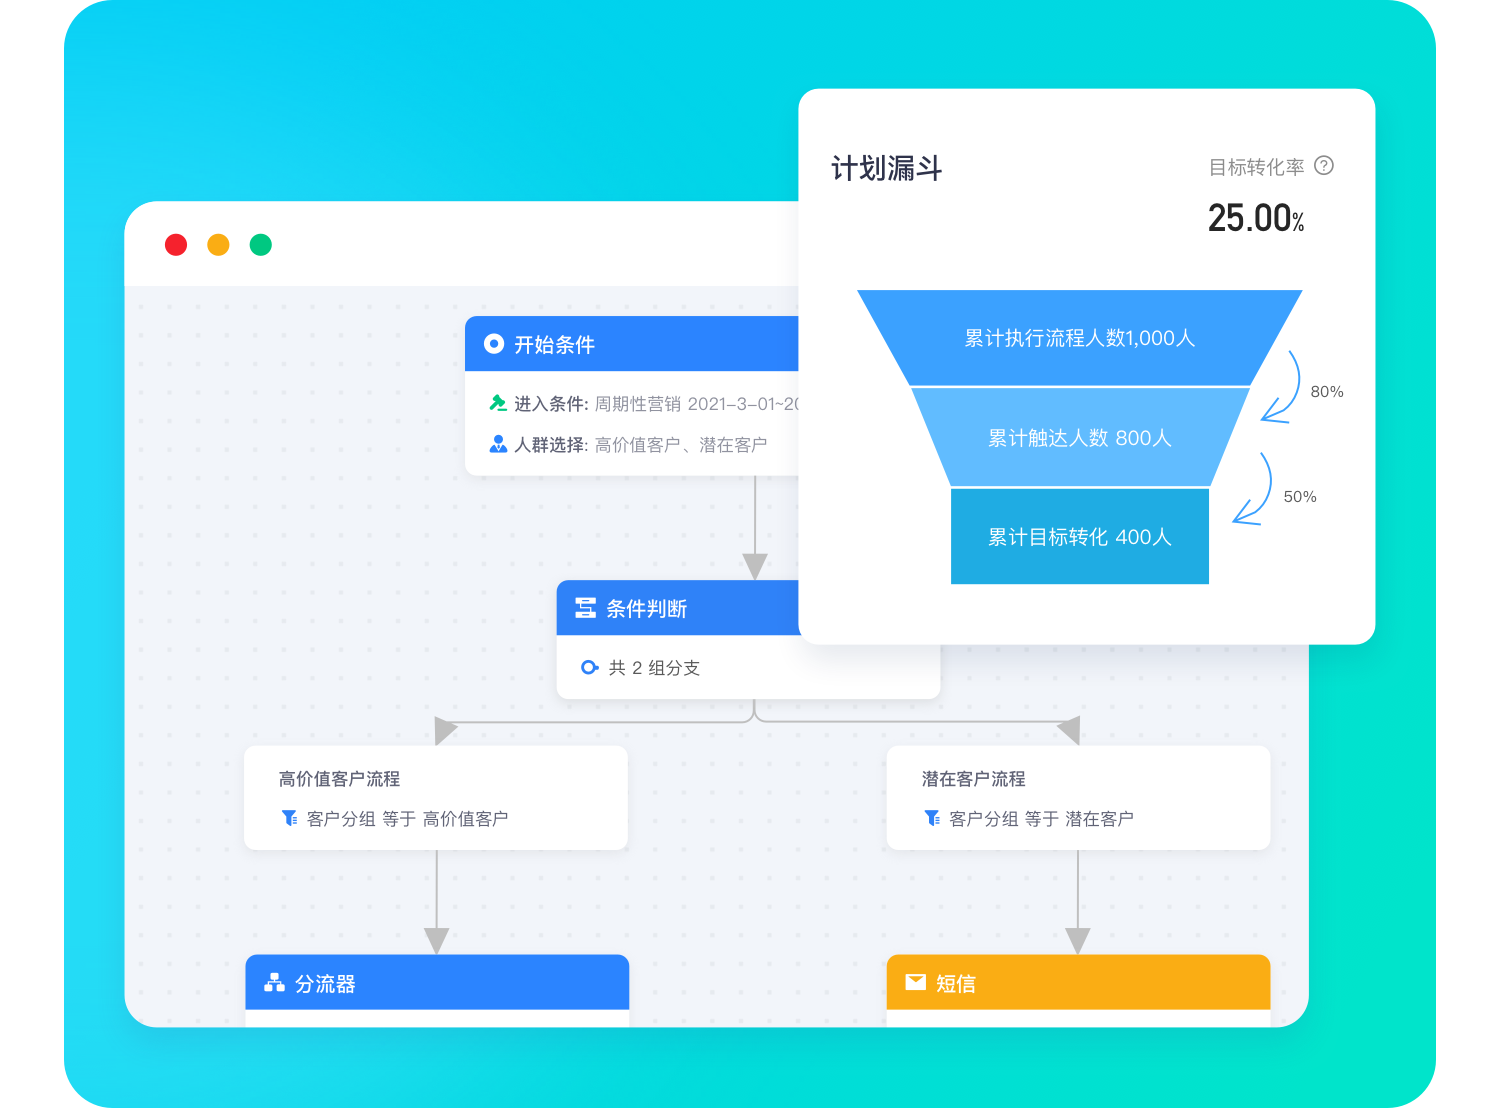 计划漏斗
目标转化率
25.00%
累计执行流程人数1,000人
80%
累计触达人数 800人
50%
累计目标转化 400人
开始条件
进入条件: 周期性营销 2021-3-01~20
人群选择: 高价值客户、潜在客户
条件判断
共 2 组分支
高价值客户流程
客户分组 等于 高价值客户
潜在客户流程
客户分组 等于 潜在客户
分流器
短信